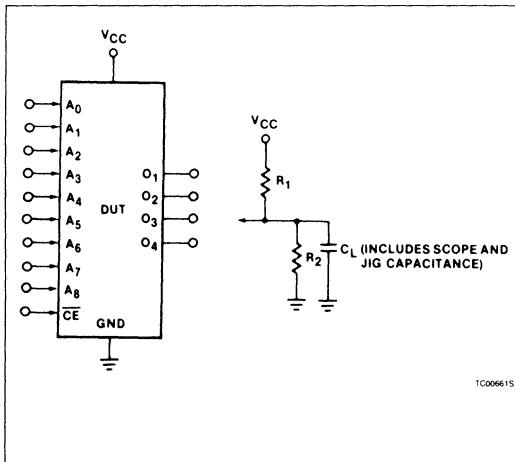 VCC
A0
A1
A2
A3
A4
A5
A6
A7
A8
CE
DUT
O1
O2
O3
O4
GND
VCC
R1
R2
CL (INCLUDES SCOPE AND
JIG CAPACITANCE)
TC00661S